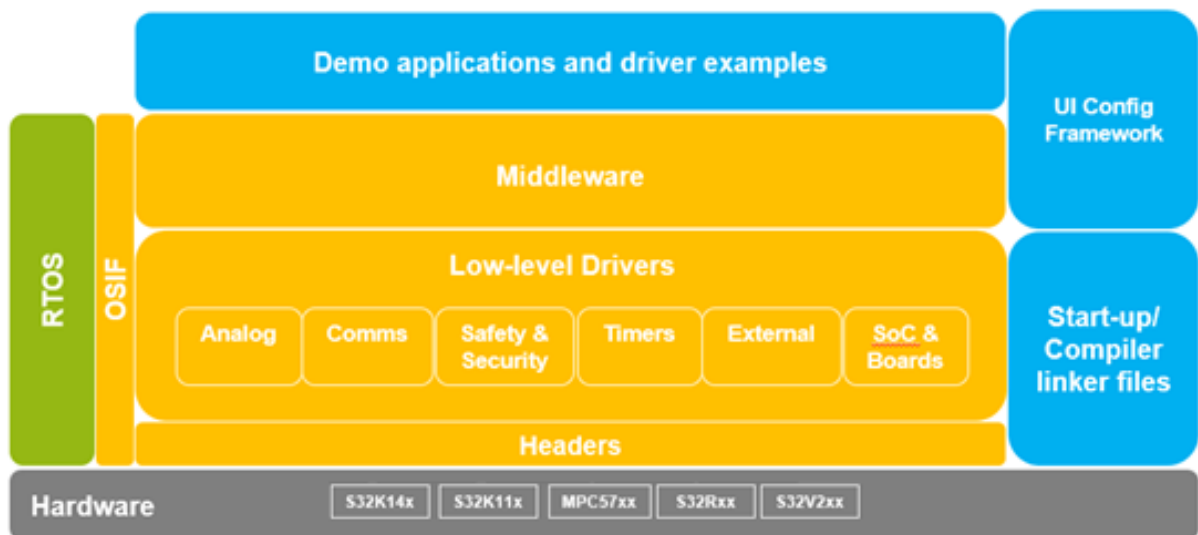 Demo applications and driver examples
UI Config
Framework
RTOS
OSIF
Middleware
Low-level Drivers
Analog
Comms
Safety &
Security
Timers
External
SoC &
Boards
Start-up/
Compiler
linker files
Headers
Hardware
S32K14x
S32K11x
MPC57xx
S32Rxx
S32V2xx